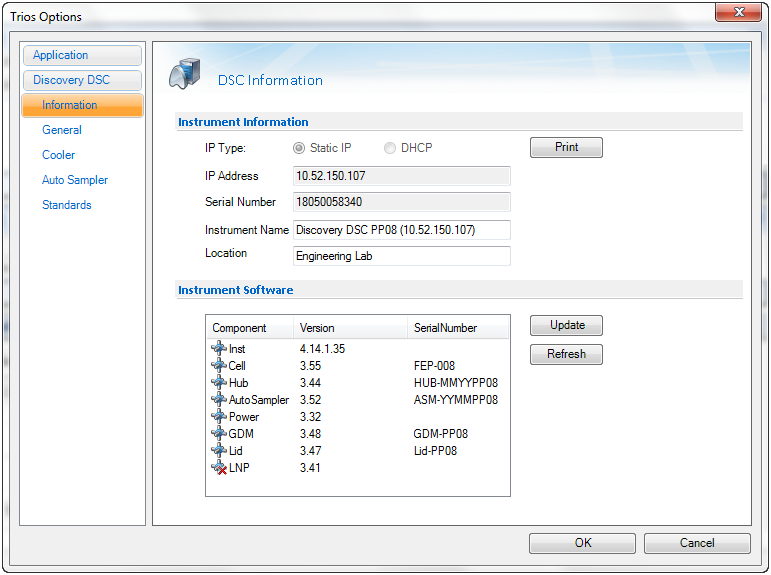 Trios Options
Application
Discovery DSC
Information
General
Cooler
Auto Sampler
Standards
DSC Information
Instrument Information
IP Type: Static IP DHCP Print
IP Address 10.52.150.107
Serial Number 18050058340
Instrument Name Discovery DSC PP08 (10.52.150.107)
Location Engineering Lab
Instrument Software
Component Version SerialNumber Update
Inst 4.14.1.35 Refresh
Cell 3.55 FEP-008
Hub 3.44 HUB-MMYYPP08
AutoSampler 3.52 ASM-YYMMPP08
Power 3.32
GDM 3.48 GDM-PP08
Lid 3.47 Lid-PP08
LNP 3.41
OK Cancel